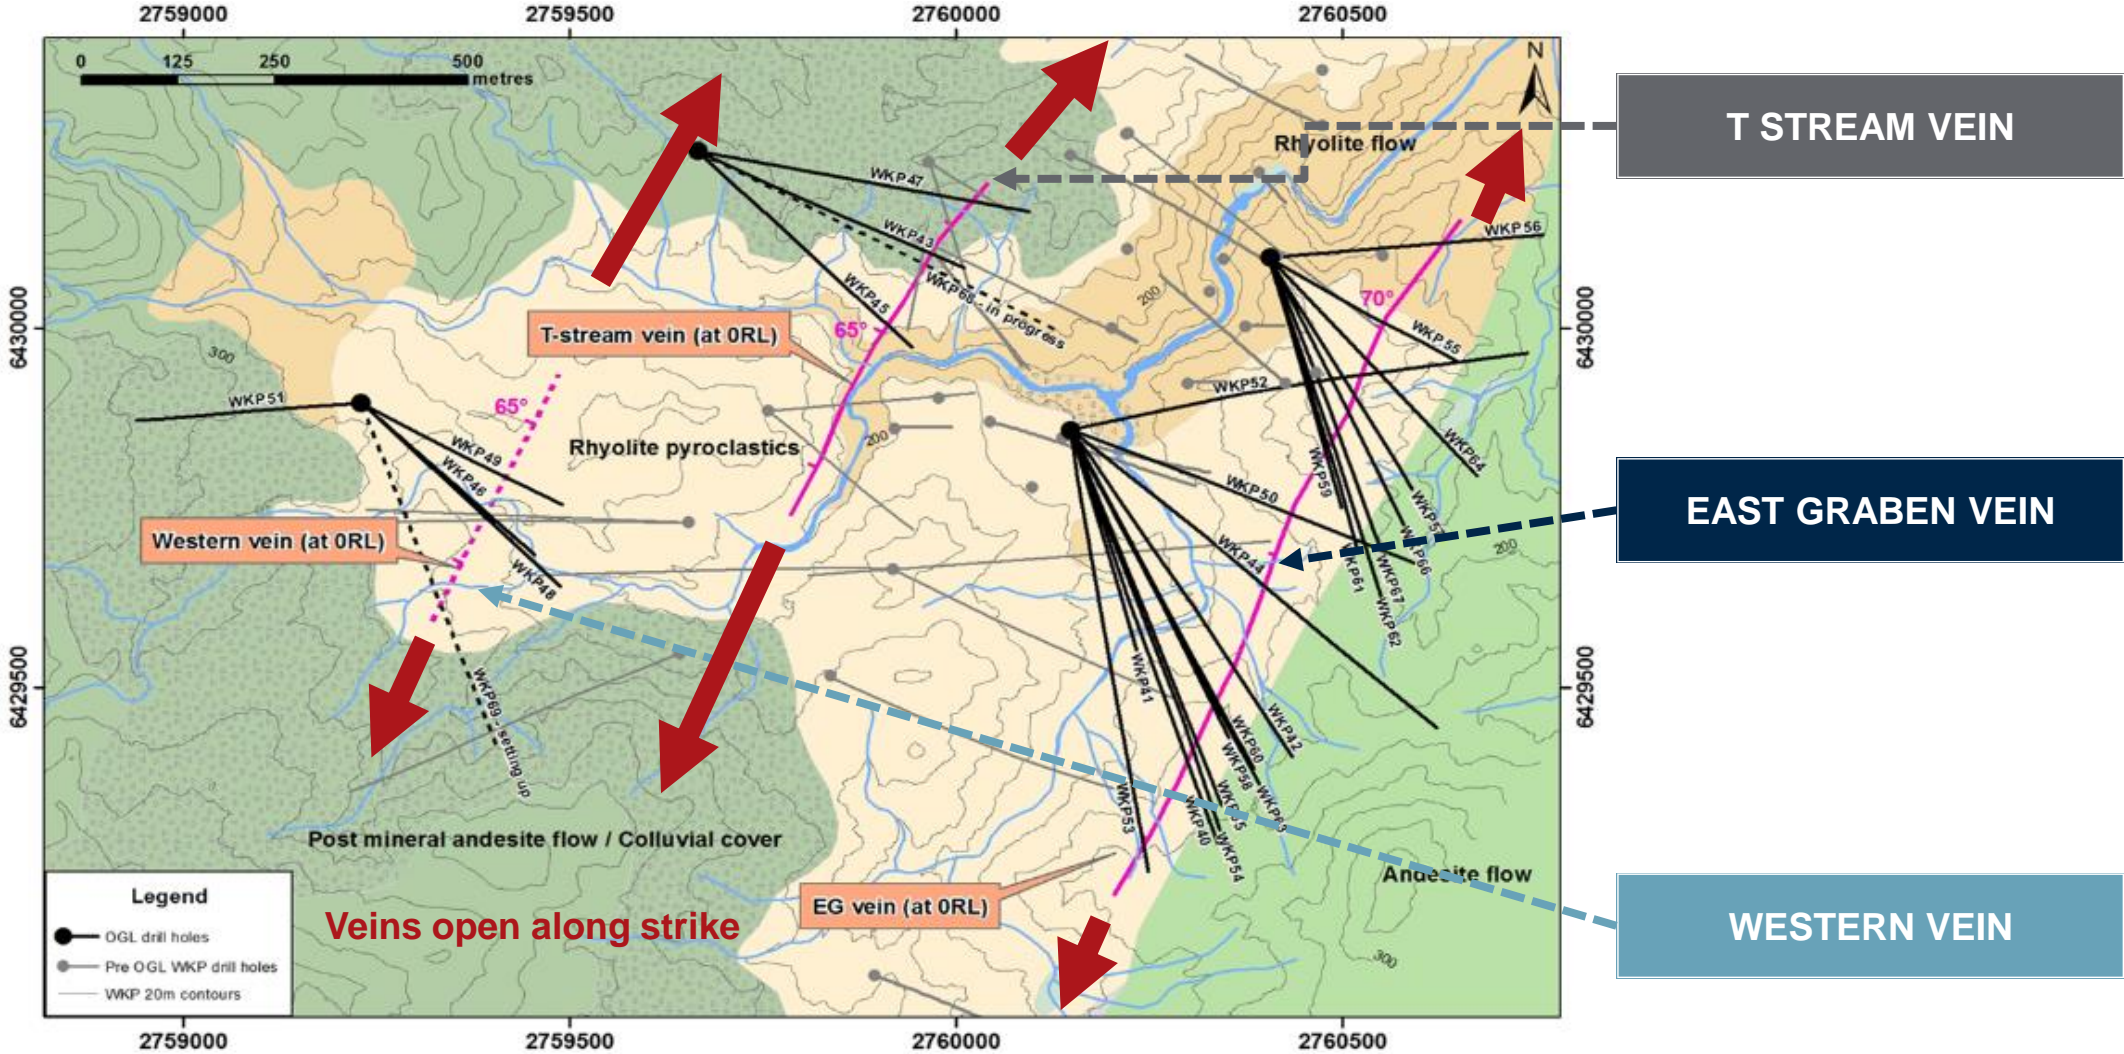 2759000
2759500
2760000
2760500
0 125 250 500
metres
N
T STREAM VEIN
Rhyolite flow
WKP47
WKP43
WKP45
WKP68 - in progress
WKP56
200
70°
WKP55
6430000
6430000
65°
T-stream vein (at 0RL)
300
WKP51
65°
WKP52
WKP49
WKP46
Rhyolite pyroclastics
200
WKP64
WKP59
WKP50
WKP57
EAST GRABEN VEIN
Western vein (at 0RL)
WKP44
WKP66
200
WKP48
WKP61
WKP67
WKP62
6429500
6429500
WKP69 - setting up
WKP41
WKP42
WKP60
WKP58
WKP53
WKP40
WKP63
WKP54
Post mineral andesite flow / Colluvial cover
Andesite flow
Legend
OGL drill holes
Pre OGL WKP drill holes
WKP 20m contours
Veins open along strike
EG vein (at 0RL)
WESTERN VEIN
300
2759000
2759500
2760000
2760500